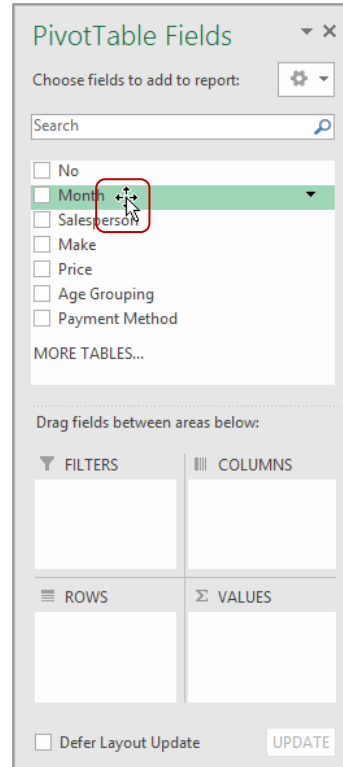 PivotTable Fields
Choose fields to add to report:
Search
No
Month
Salesperson
Make
Price
Age Grouping
Payment Method
MORE TABLES...
Drag fields between areas below:
FILTERS
COLUMNS
ROWS
Σ VALUES
Defer Layout Update
UPDATE